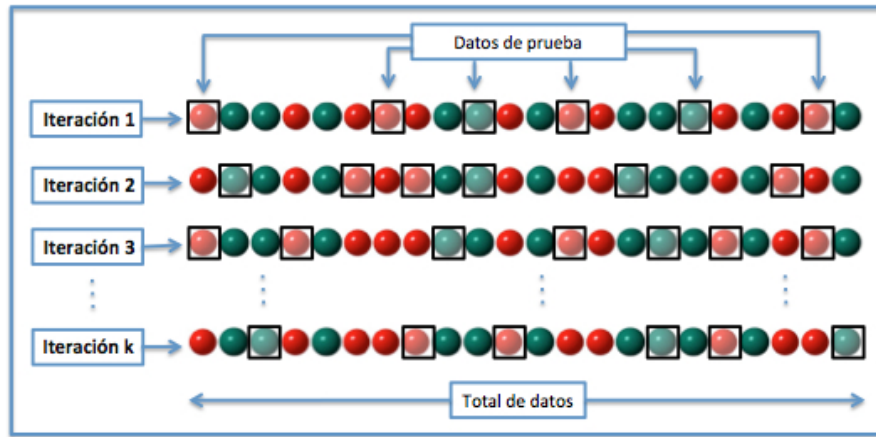 Datos de prueba
Iteración 1
Iteración 2
Iteración 3
Iteración k
Total de datos